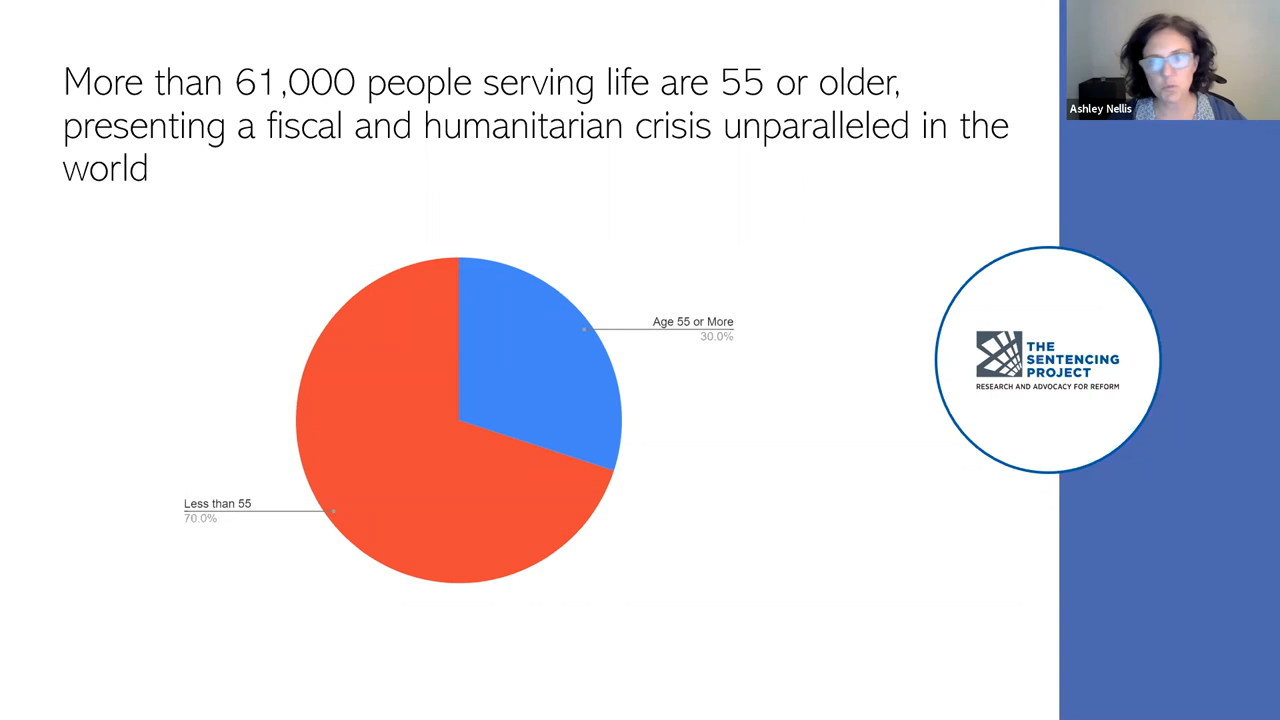 More than 61,000 people serving life are 55 or older,
presenting a fiscal and humanitarian crisis unparalleled in the
world
Ashley Nellis
Age 55 or More
30.0%
THE
SENTENCING
PROJECT
RESEARCH AND ADVOCACY FOR REFORM
Less than 55
70.0%